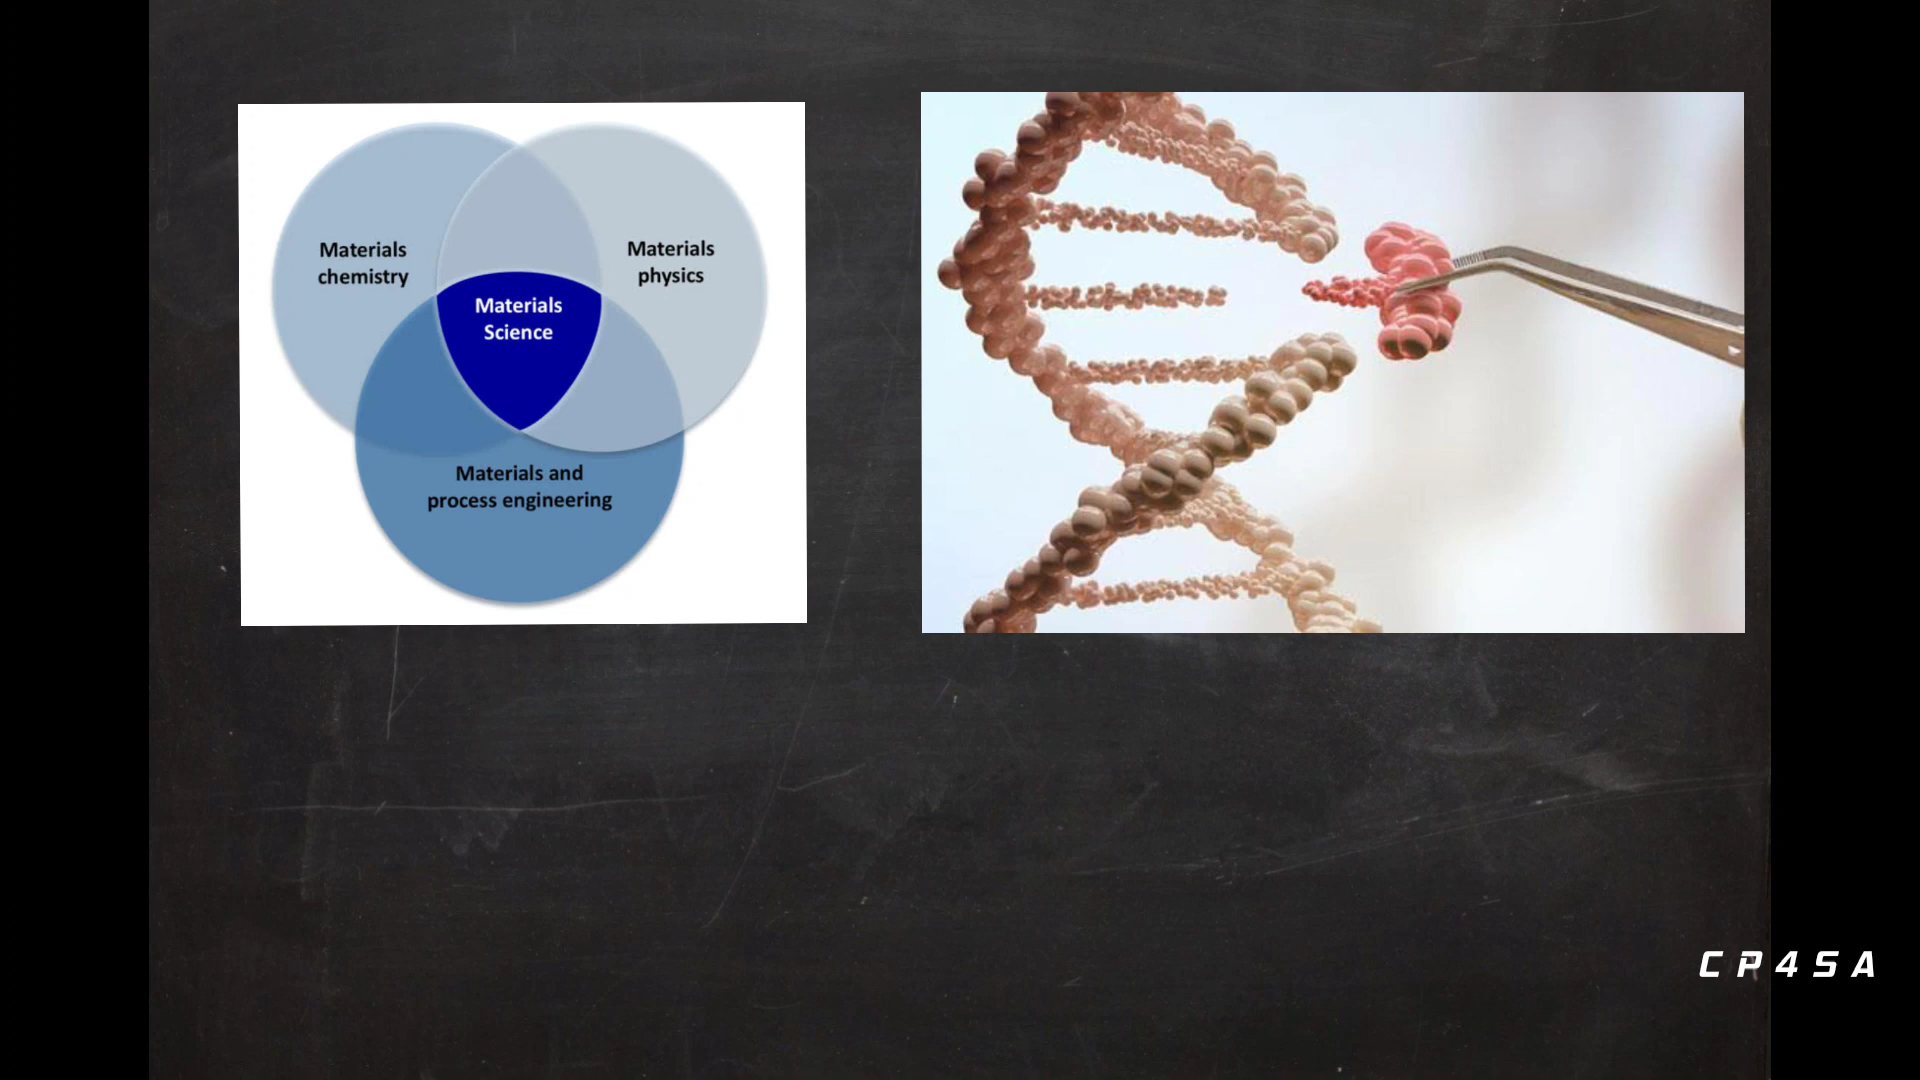 Materials
chemistry
Materials
physics
Materials
Science
Materials and
process engineering
CP4SA